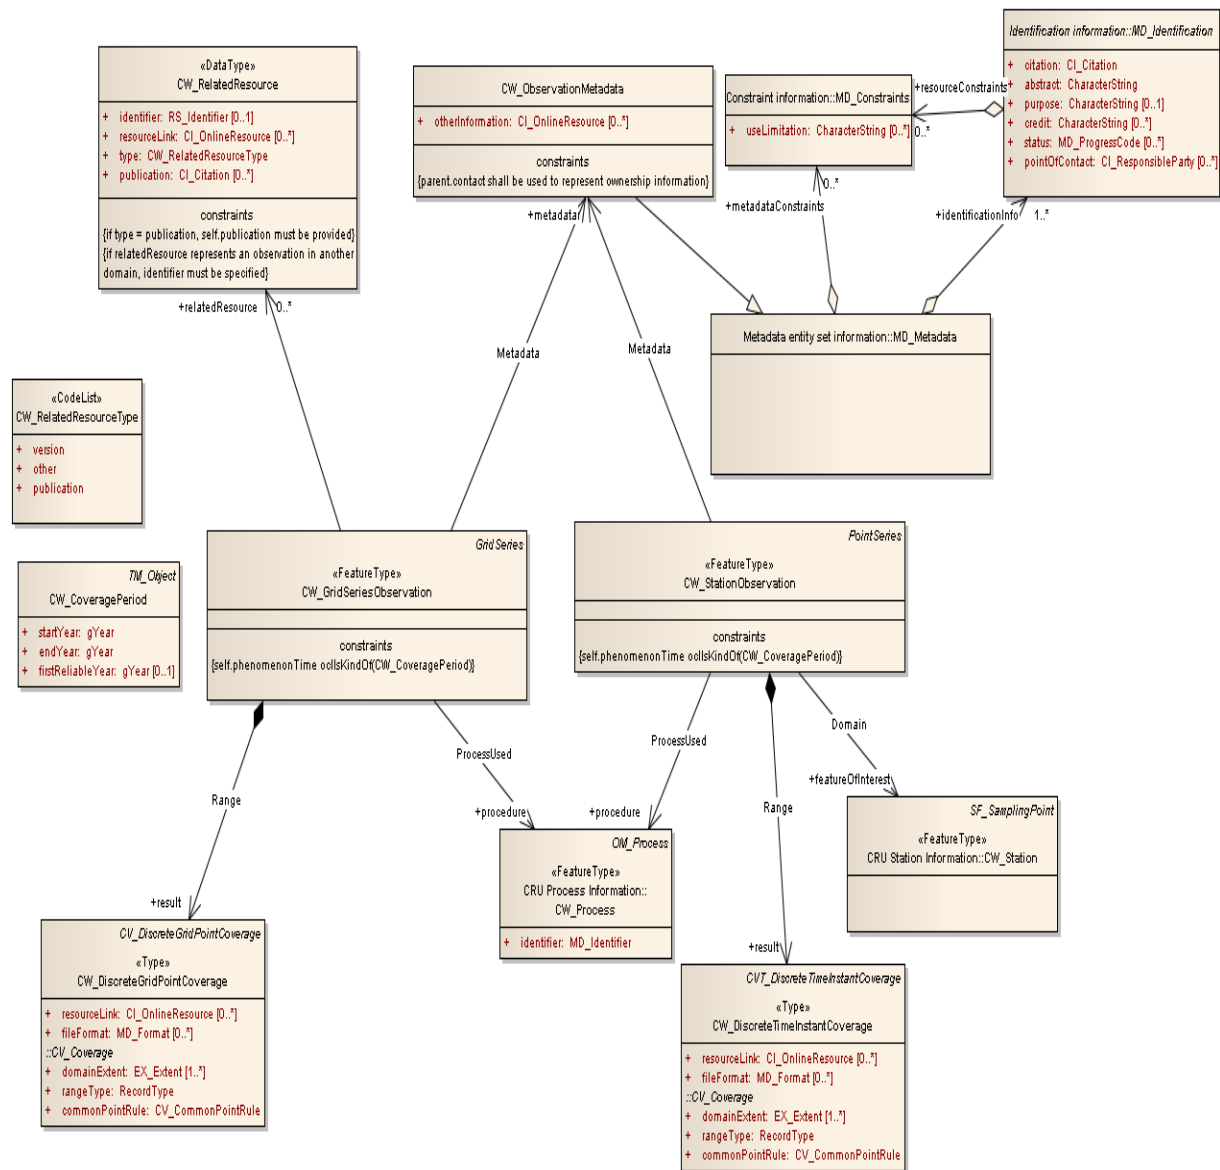 «DataType»
CW_RelatedResource
+ identifier: RS_Identifier [0..1]
+ resourceLink: CI_OnlineResource [0..*]
+ type: CW_RelatedResourceType
+ publication: CI_Citation [0..*]
constraints
{if type = publication, self.publication must be provided}
{if relatedResource represents an observation in another
domain, identifier must be specified}
CW_ObservationMetadata
+ otherInformation: CI_OnlineResource [0..*]
constraints
{parent.contact shall be used to represent ownership information}
Constraint information::MD_Constraints
+ useLimitation: CharacterString [0..*]
Identification information::MD_Identification
+ citation: CI_Citation
+ abstract: CharacterString
+ purpose: CharacterString [0..1]
+ credit: CharacterString [0..*]
+ status: MD_ProgressCode [0..*]
+ pointOfContact: CI_ResponsibleParty [0..*]
+resourceConstraints
0..*
+metadata
+metadataConstraints
0..*
+identificationInfo
1..*
+relatedResource
0..*
Metadata entity set information::MD_Metadata
Metadata
Metadata
«CodeList»
CW_RelatedResourceType
+ version
+ other
+ publication
TM_Object
CW_CoveragePeriod
+ startYear: gYear
+ endYear: gYear
+ firstReliableYear: gYear [0..1]
GridSeries
«FeatureType»
CW_GridSeriesObservation
constraints
{self.phenomenonTime oclIsKindOf(CW_CoveragePeriod)}
PointSeries
«FeatureType»
CW_StationObservation
constraints
{self.phenomenonTime oclIsKindOf(CW_CoveragePeriod)}
ProcessUsed
ProcessUsed
Domain
Range
Range
+procedure
+procedure
+featureOfInterest
+result
+result
OM_Process
«FeatureType»
CRU Process Information::
CW_Process
+ identifier: MD_Identifier
SF_SamplingPoint
«FeatureType»
CRU Station Information::CW_Station
CV_DiscreteGridPointCoverage
«Type»
CW_DiscreteGridPointCoverage
+ resourceLink: CI_OnlineResource [0..*]
+ fileFormat: MD_Format [0..*]
::CV_Coverage
+ domainExtent: EX_Extent [1..*]
+ rangeType: RecordType
+ commonPointRule: CV_CommonPointRule
CVT_DiscreteTimeInstantCoverage
«Type»
CW_DiscreteTimeInstantCoverage
+ resourceLink: CI_OnlineResource [0..*]
+ fileFormat: MD_Format [0..*]
::CV_Coverage
+ domainExtent: EX_Extent [1..*]
+ rangeType: RecordType
+ commonPointRule: CV_CommonPointRule